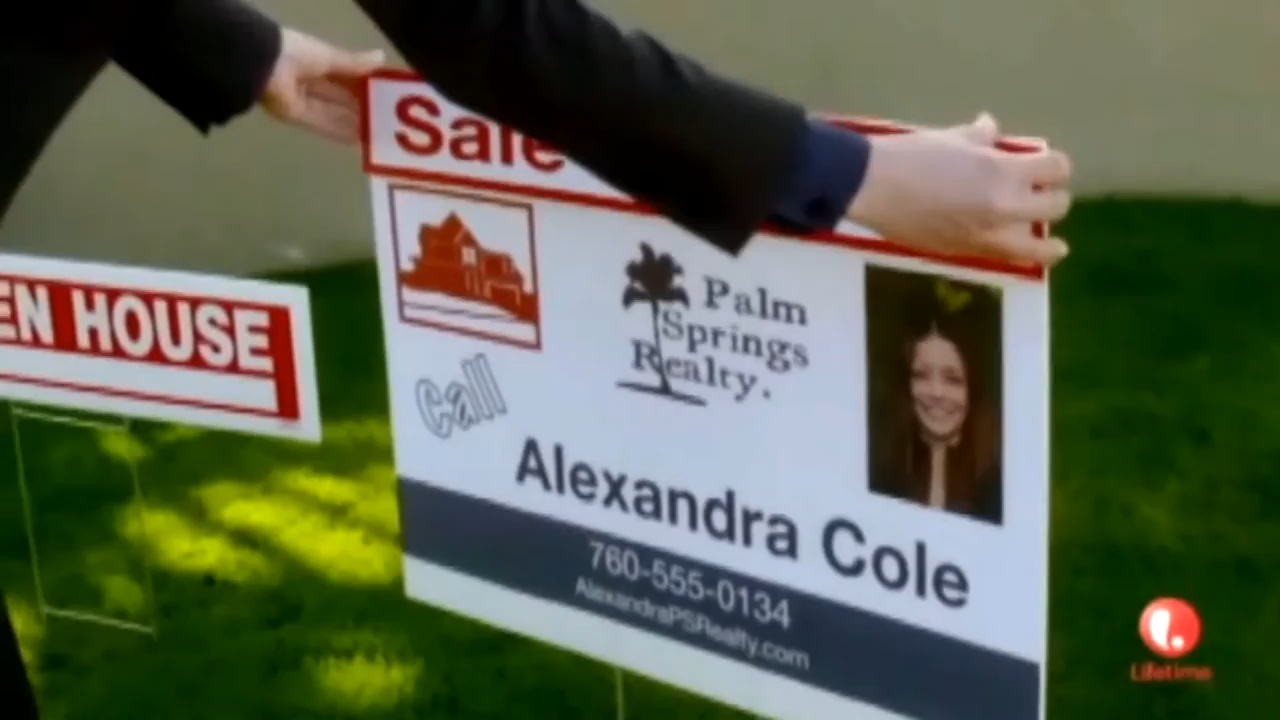 Sale
EN HOUSE
Palm
Springs
Realty.
Call
Alexandra Cole
760-555-0134
AlexandraPSRealty.com
Lifetime